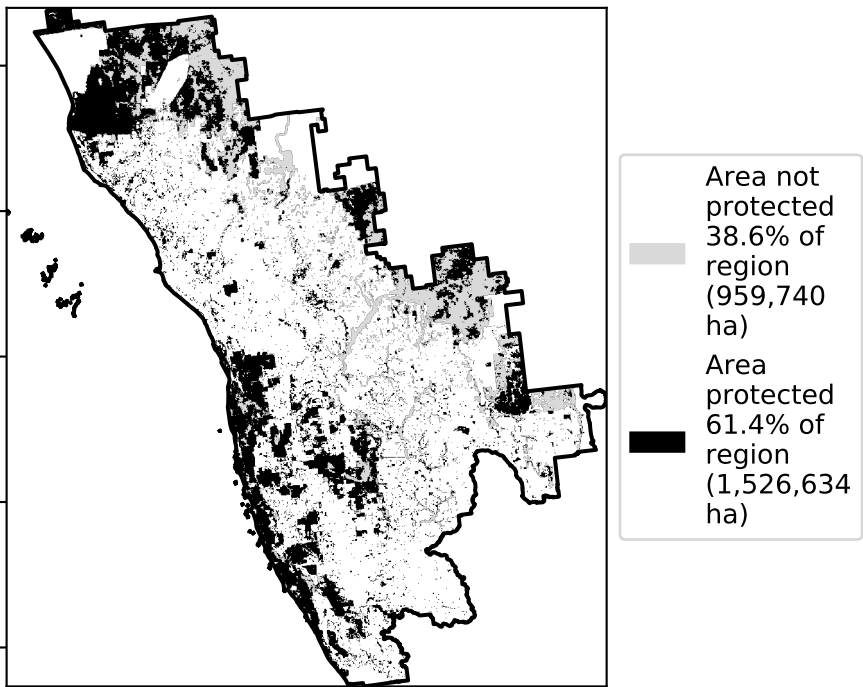 Area not
protected
38.6% of
region
(959,740
ha)
Area
protected
61.4% of
region
(1,526,634
ha)